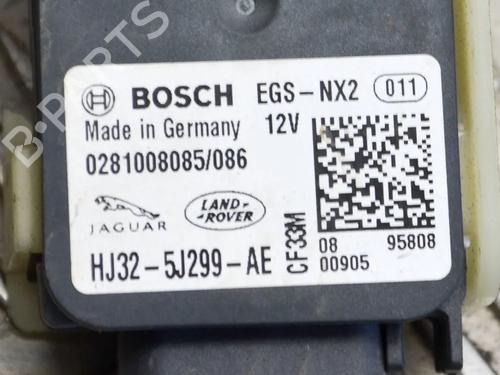 B-PARTS
BOSCH EGS-NX2 011
Made in Germany 12V
0281008085/086
JAGUAR
LAND-
ROVER
HJ32-5J299-AE
CF33M
08 95808
00905